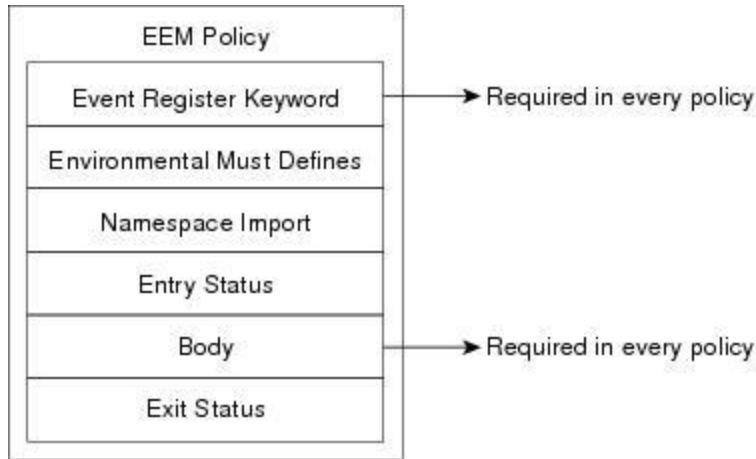 EEM Policy
Event Register Keyword
Required in every policy
Environmental Must Defines
Namespace Import
Entry Status
Body
Required in every policy
Exit Status